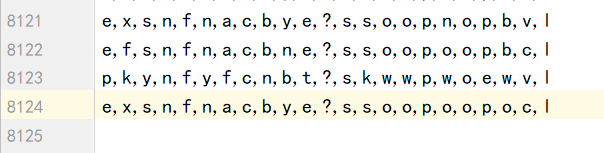 8121 e,x,s,n,f,n,a,c,b,y,e,?,s,s,o,o,p,n,o,p,b,v,l
8122 e,f,s,n,f,n,a,c,b,n,e,?,s,s,o,o,p,o,o,p,b,c,l
8123 p,k,y,n,f,y,f,c,n,b,t,?,s,k,w,w,p,w,o,e,w,v,l
8124 e,x,s,n,f,n,a,c,b,y,e,?,s,s,o,o,p,o,o,p,o,c,l
8125